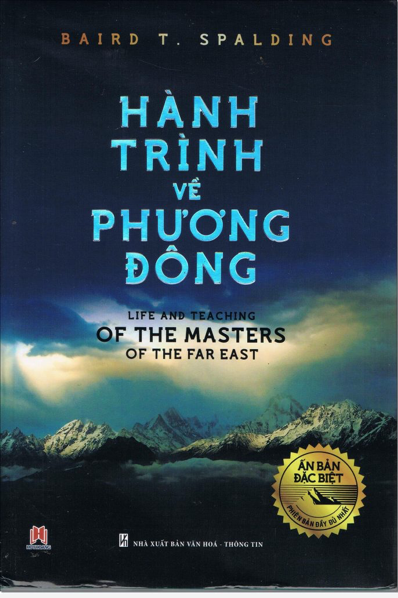 BAIRD T. SPALDING
HÀNH
TRÌNH
VỀ
PHƯƠNG
ĐÔNG
LIFE AND TEACHING
OF THE MASTERS
OF THE FAR EAST
ẤN BẢN
ĐẶC BIỆT
PHIÊN BẢN ĐẦY ĐỦ NHẤT
NHÀ XUẤT BẢN VĂN HOÁ - THÔNG TIN